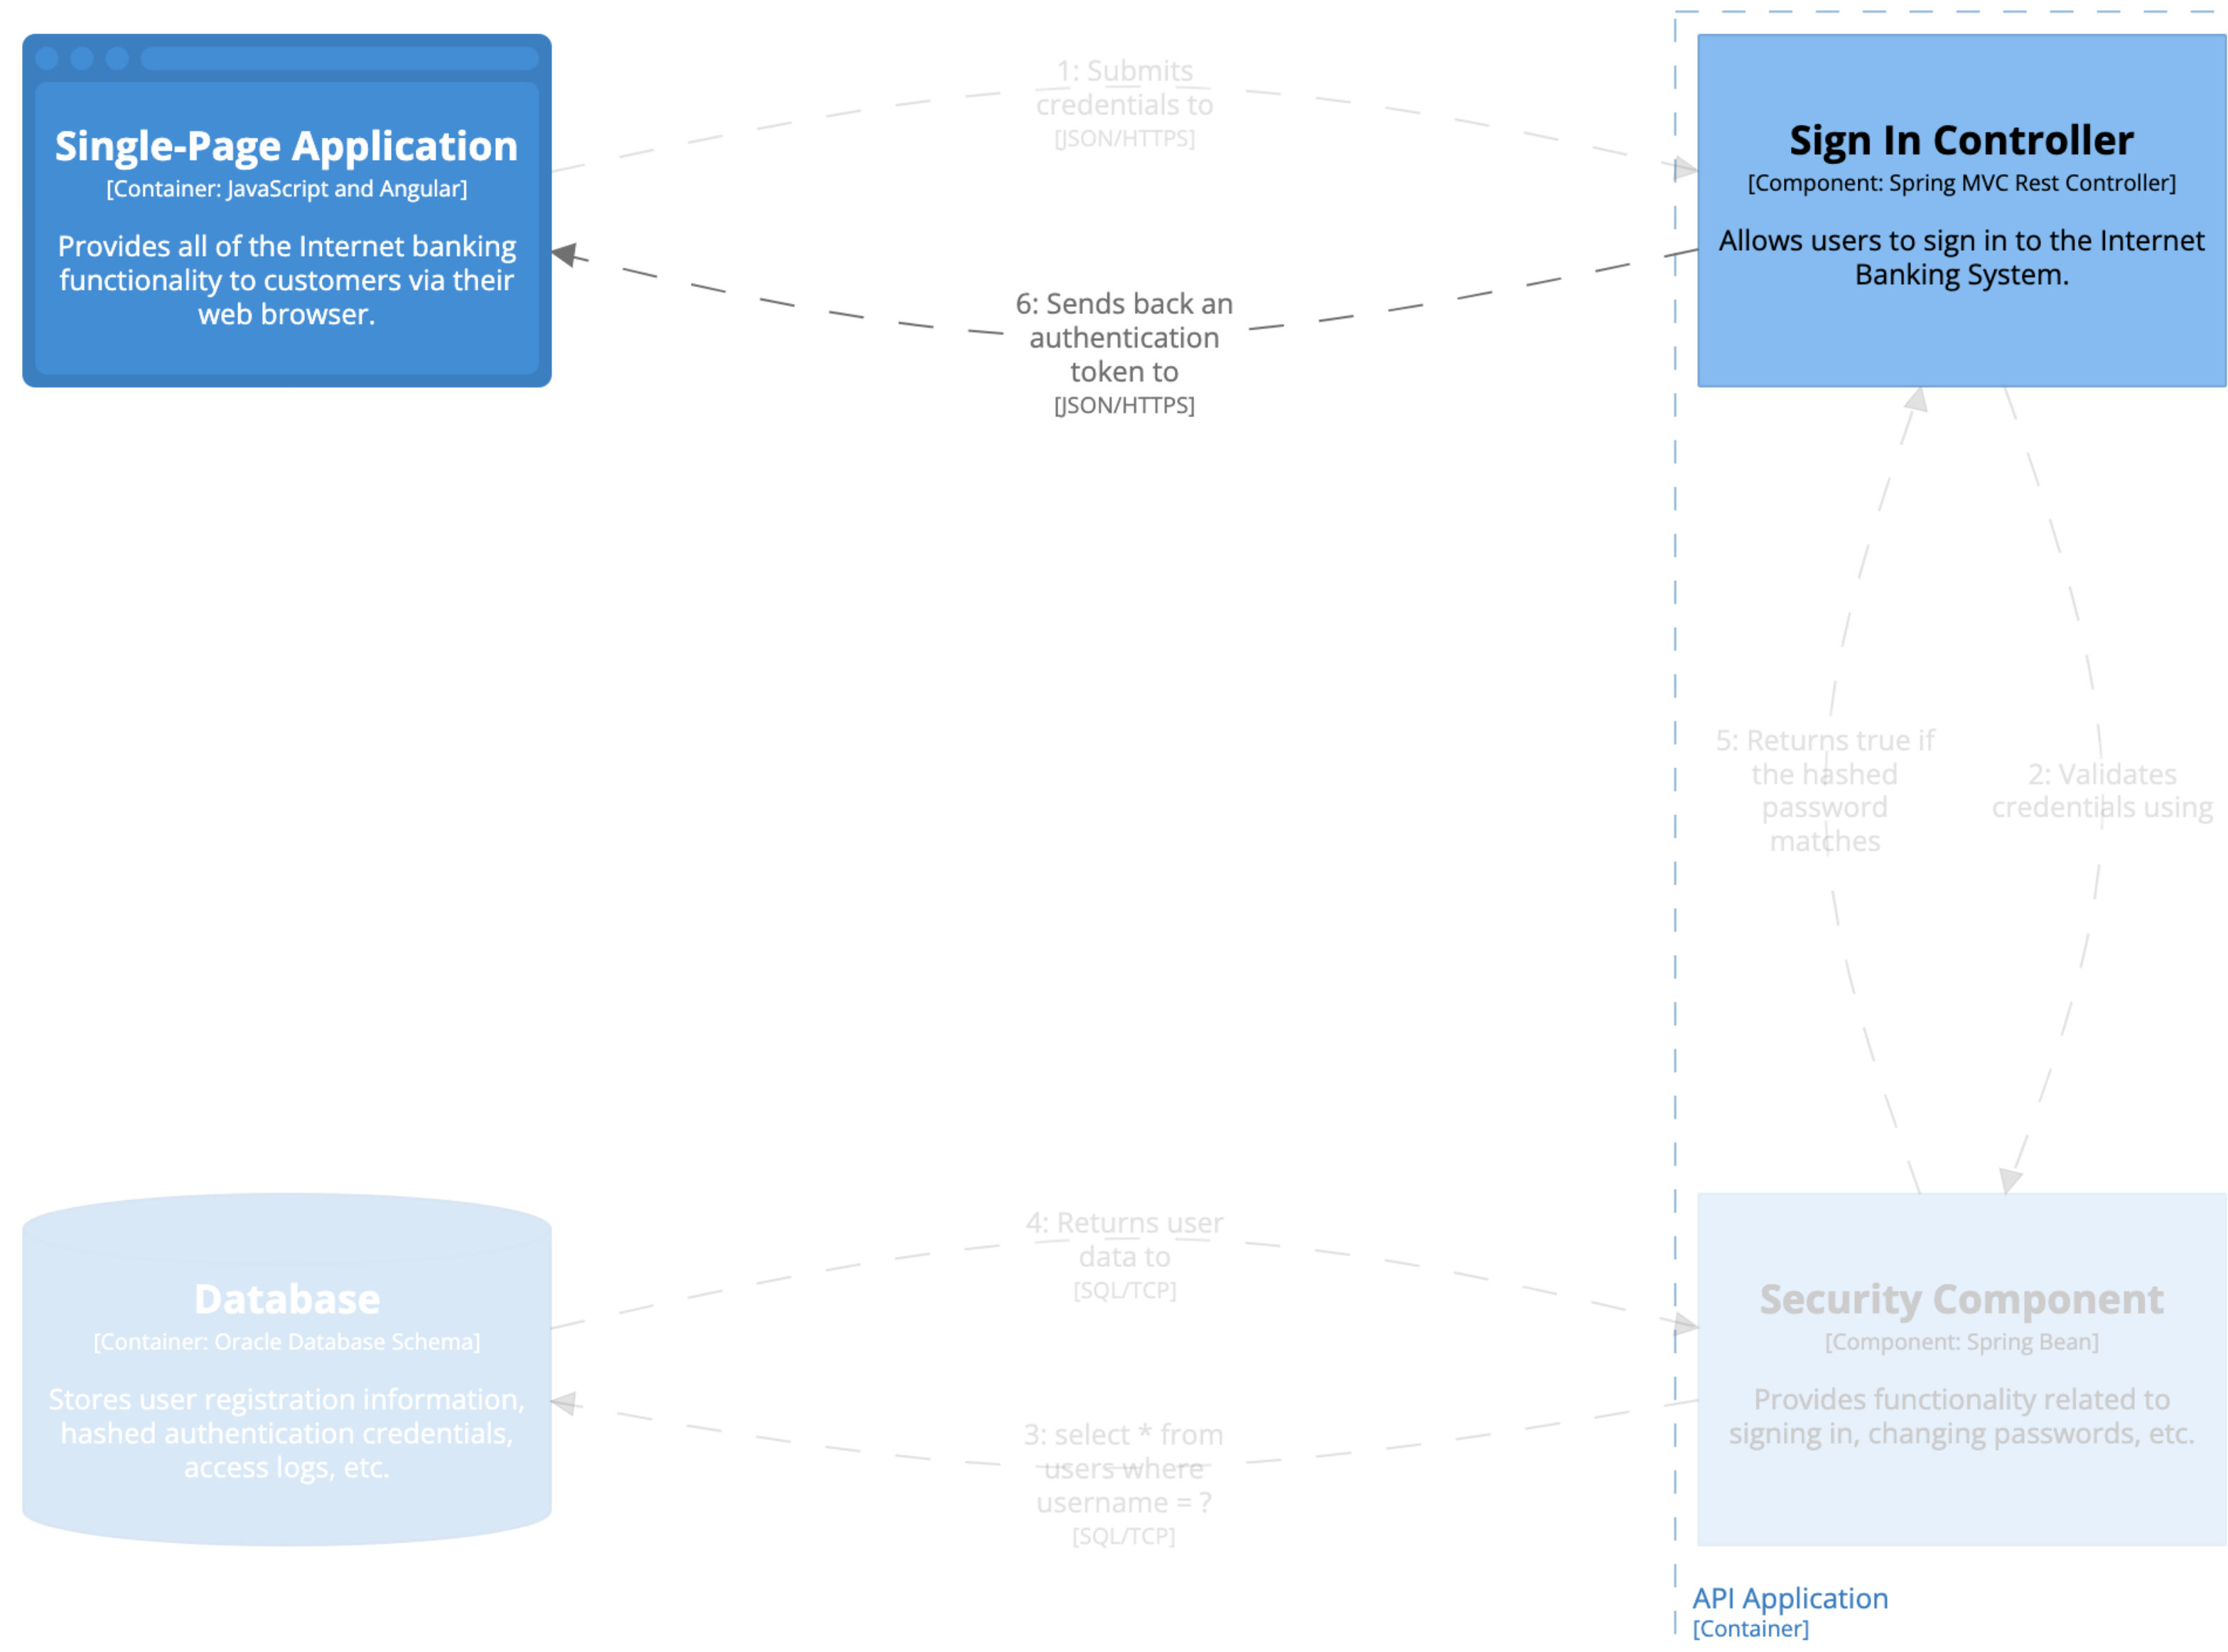 Single-Page Application
[Container: JavaScript and Angular]
Provides all of the Internet banking
functionality to customers via their
web browser.
1: Submits
credentials to
[JSON/HTTPS]
6: Sends back an
authentication
token to
[JSON/HTTPS]
Sign In Controller
[Component: Spring MVC Rest Controller]
Allows users to sign in to the Internet
Banking System.
5: Returns true if
the hashed
password
matches
2: Validates
credentials using
Database
[Container: Oracle Database Schema]
Stores user registration information,
hashed authentication credentials,
access logs, etc.
4: Returns user
data to
[SQL/TCP]
3: select * from
users where
username = ?
[SQL/TCP]
Security Component
[Component: Spring Bean]
Provides functionality related to
signing in, changing passwords, etc.
API Application
[Container]